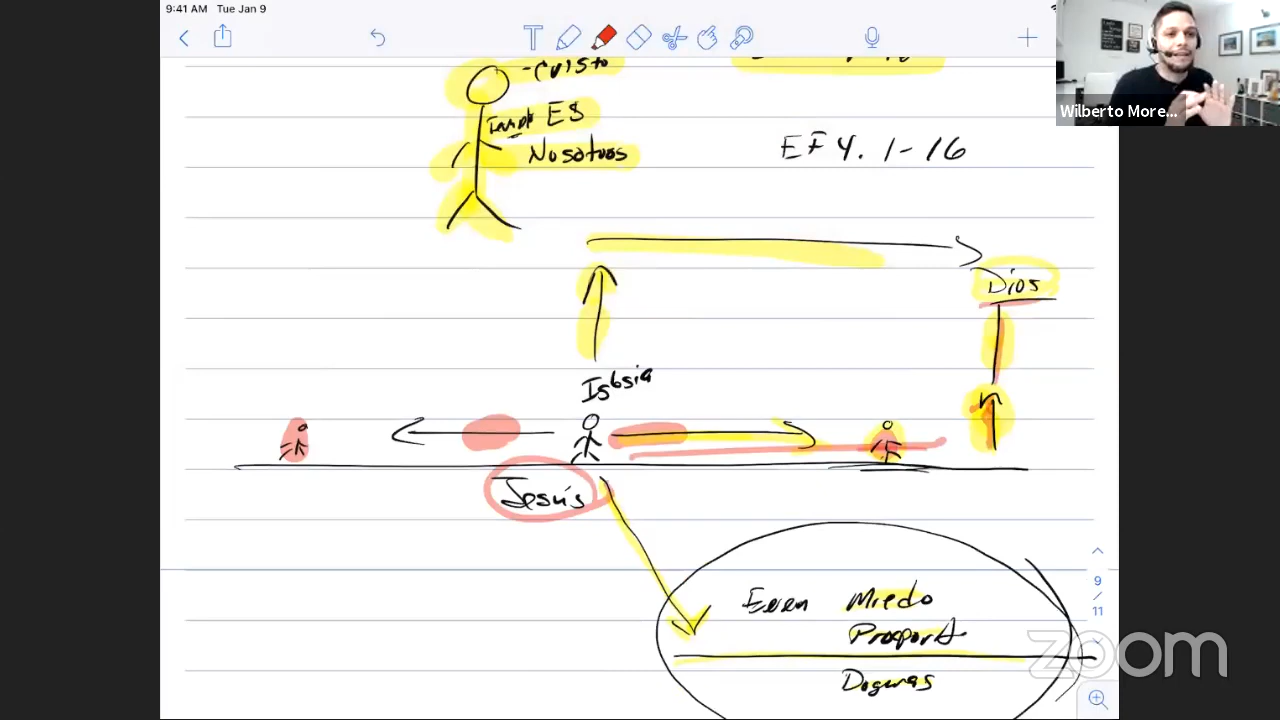 9:41 AM Tue Jan 9
Wilberto More...
-Cristo
ES
Nosotros
EF 4. 1-16
Dios
Iglesia
Jesús
Miedo
Dogmas
9
/
11
zoom